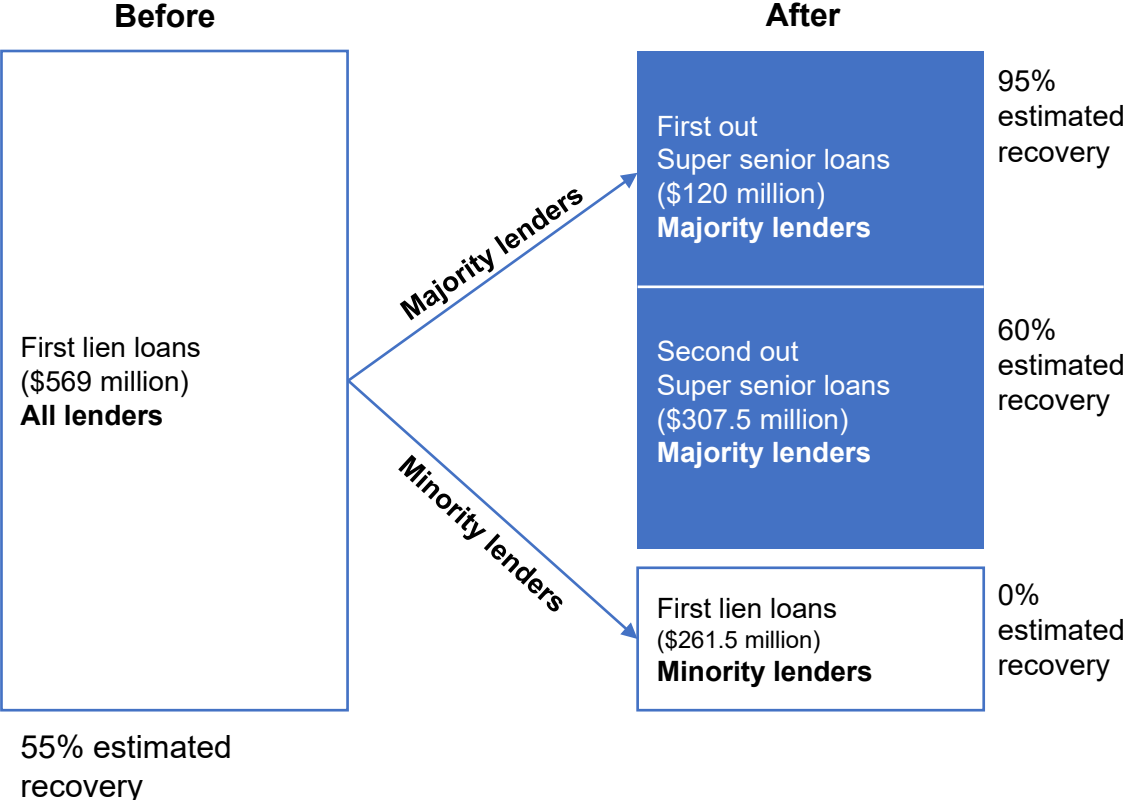 Before
First lien loans
($569 million)
All lenders
55% estimated
recovery
Majority lenders
Minority lenders
After
First out
Super senior loans
($120 million)
Majority lenders
95%
estimated
recovery
Second out
Super senior loans
($307.5 million)
Majority lenders
60%
estimated
recovery
First lien loans
($261.5 million)
Minority lenders
0%
estimated
recovery